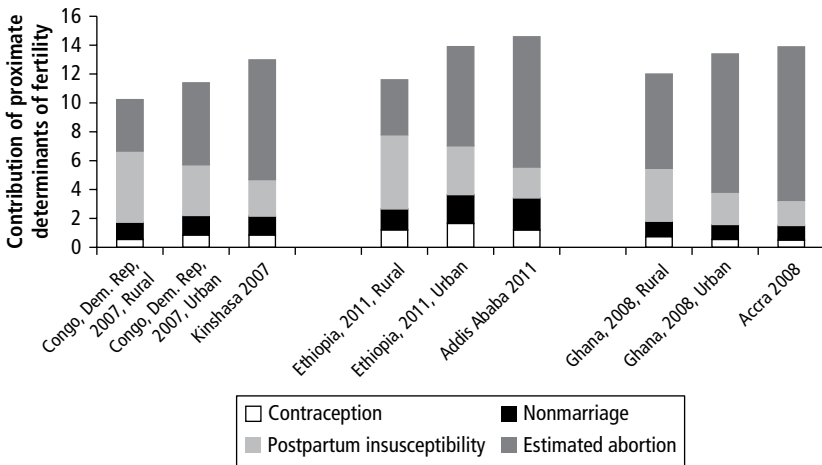 Contribution of proximate
determinants of fertility
16
14
12
10
8
6
4
2
0
Congo, Dem. Rep,
2007, Rural
Congo, Dem. Rep,
2007, Urban
Kinshasa 2007
Ethiopia, 2011, Rural
Ethiopia, 2011, Urban
Addis Ababa 2011
Ghana, 2008, Rural
Ghana, 2008, Urban
Accra 2008
Contraception
Nonmarriage
Postpartum insusceptibility
Estimated abortion